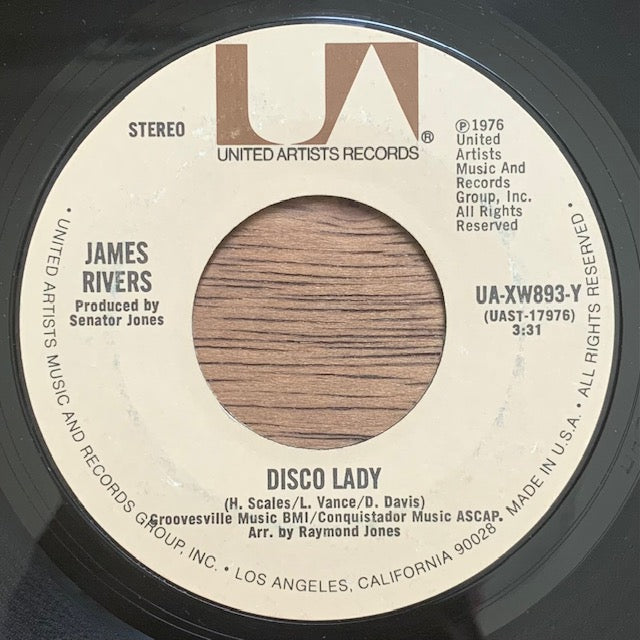 UA®
UNITED ARTISTS RECORDS
STEREO
℗1976
United
Artists
Music And
Records
Group, Inc.
All Rights
Reserved
JAMES
RIVERS
Produced by
Senator Jones
UA-XW893-Y
(UAST-17976)
3:31
DISCO LADY
(H. Scales/L. Vance/D. Davis)
Groovesville Music BMI/Conquistador Music ASCAP.
Arr. by Raymond Jones
• UNITED ARTISTS MUSIC AND RECORDS GROUP, INC. • LOS ANGELES, CALIFORNIA 90028 • MADE IN U.S.A. • ALL RIGHTS RESERVED •